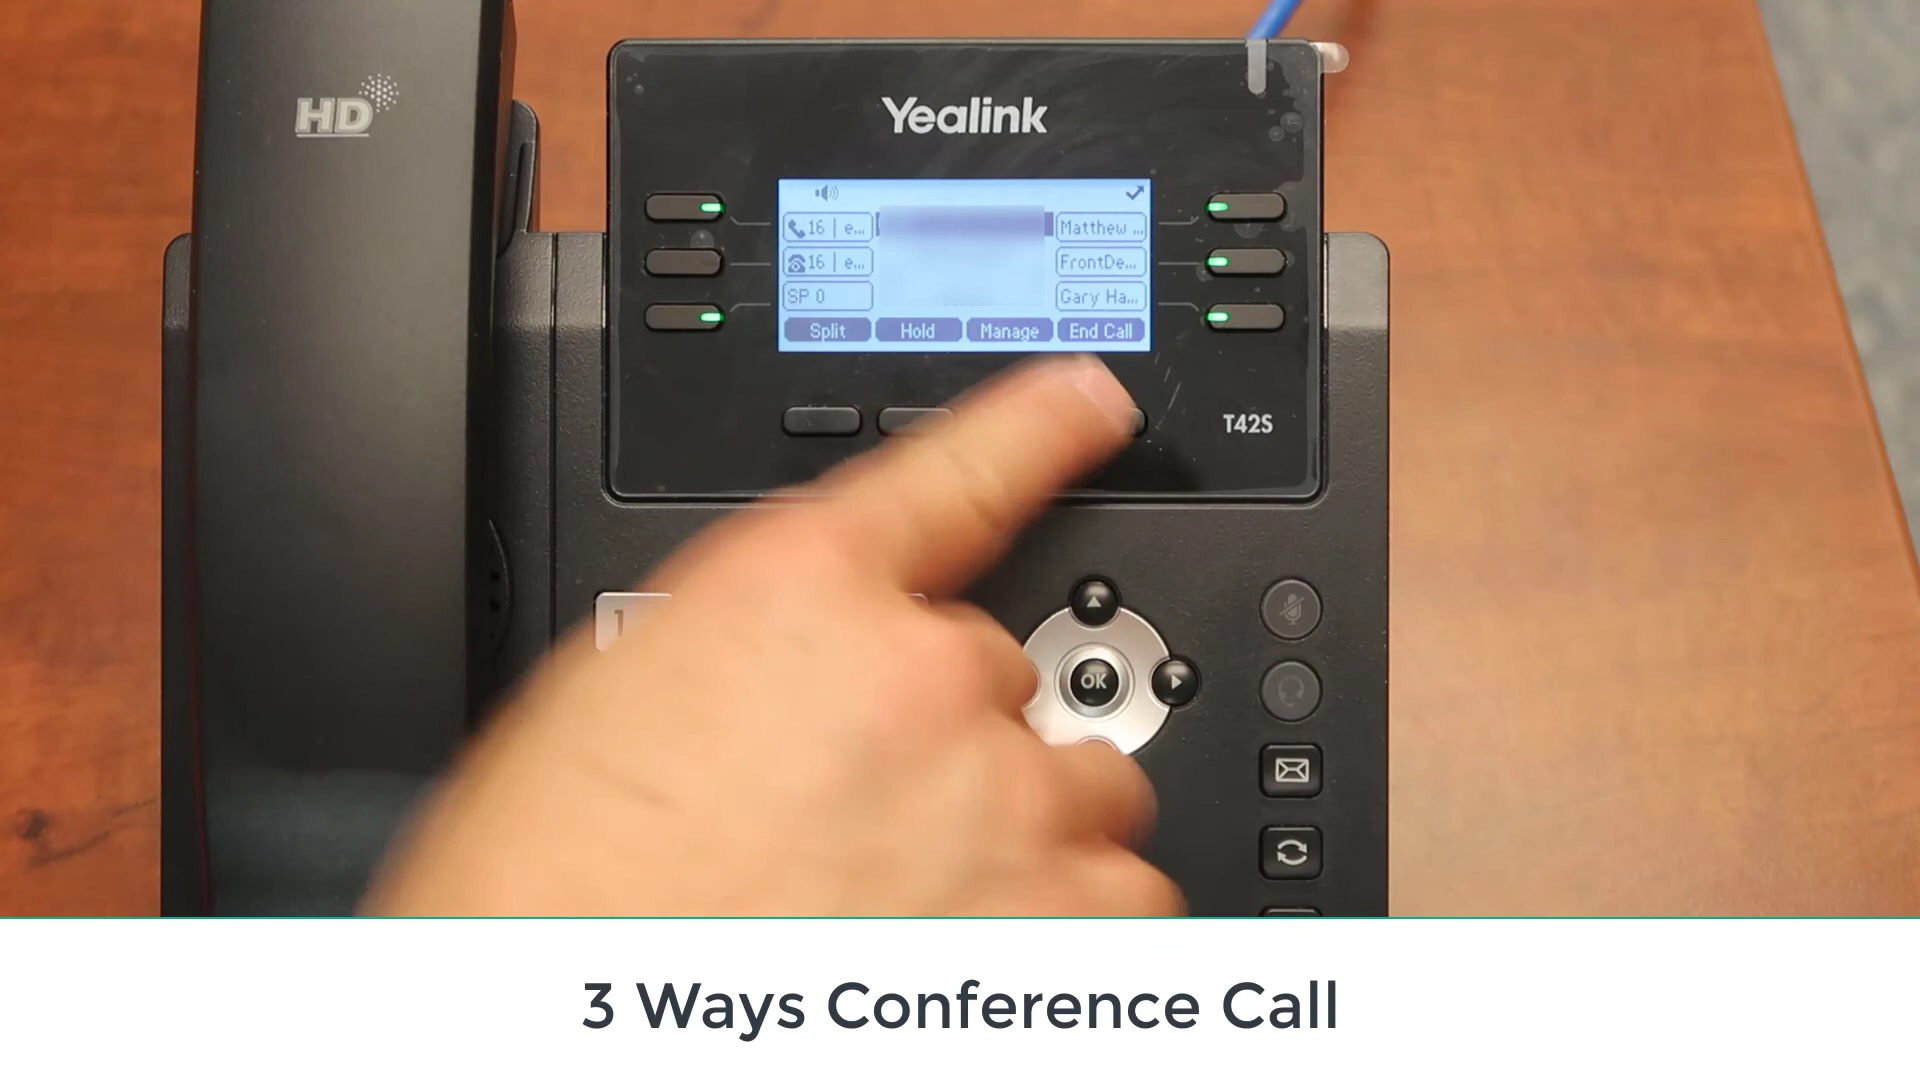 HD
Yealink
16 | e... Matthew ...
16 | e... FrontDe...
SP 0 Gary Ha...
Split Hold Manage End Call
T42S
1
OK
3 Ways Conference Call